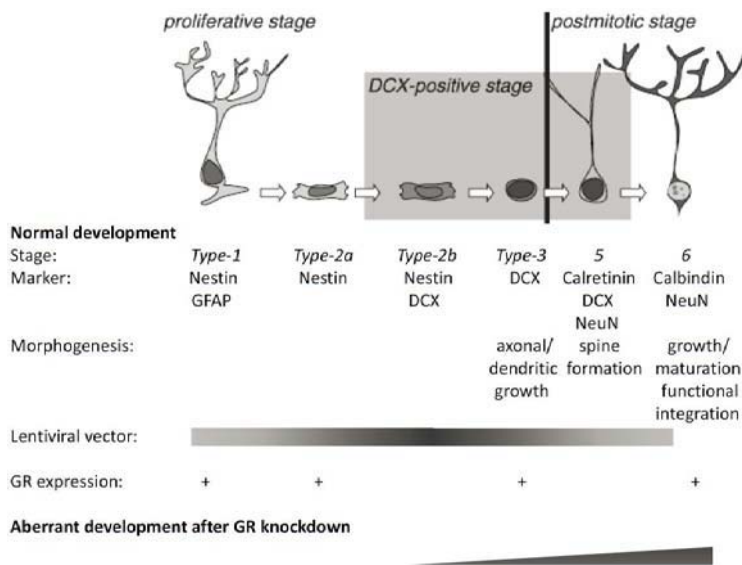 proliferative stage postmitotic stage
DCX-positive stage
Normal development
Stage: Type-1 Type-2a Type-2b Type-3 5 6
Marker: Nestin Nestin Nestin DCX Calretinin Calbindin
GFAP DCX DCX NeuN
NeuN
Morphogenesis: axonal/ spine growth/
dendritic formation maturation
growth functional
integration
Lentiviral vector:
GR expression: + + + +
Aberrant development after GR knockdown